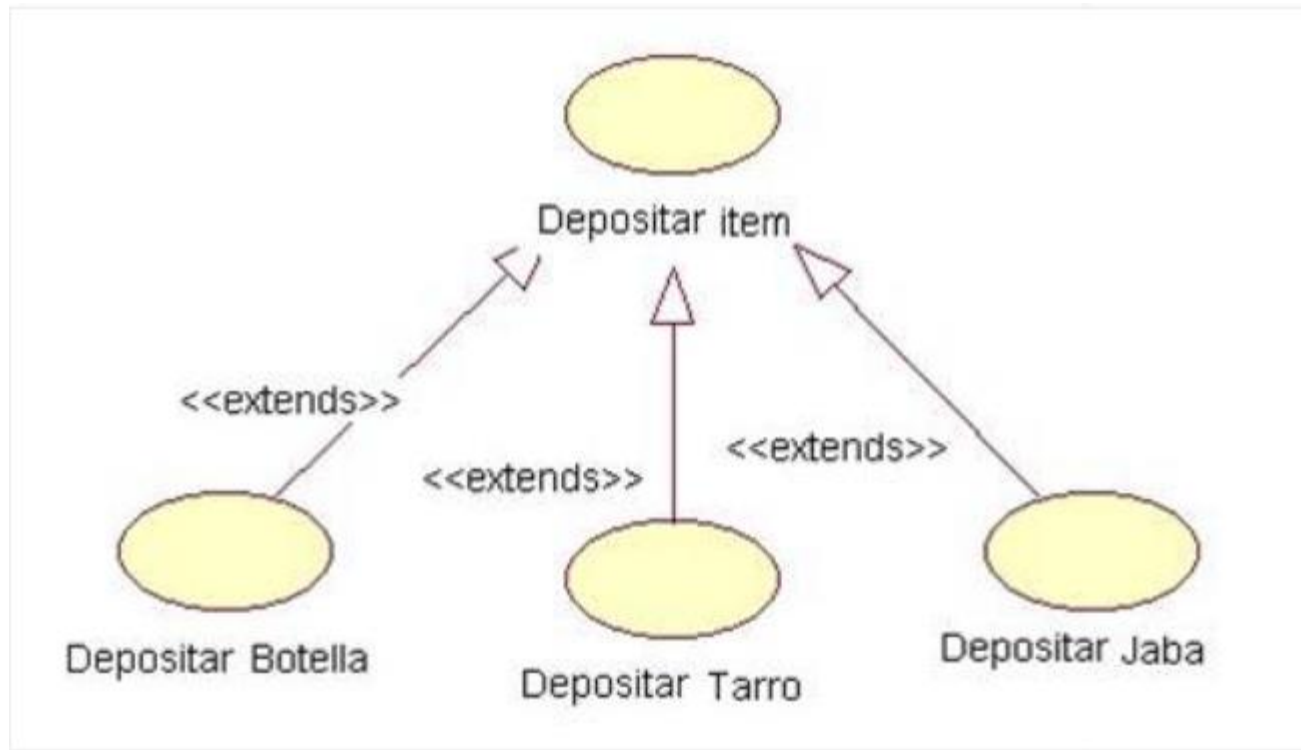 Depositar item
<<extends>>
<<extends>>
<<extends>>
Depositar Botella
Depositar Tarro
Depositar Jaba